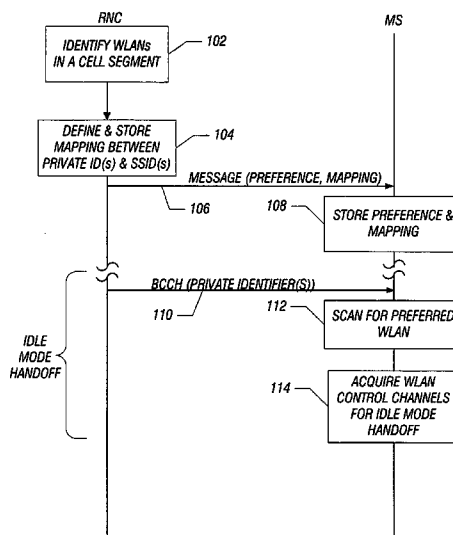 RNC
MS
IDENTIFY WLANs
IN A CELL SEGMENT
102
DEFINE & STORE
MAPPING BETWEEN
PRIVATE ID(s) & SSID(s)
104
MESSAGE (PREFERENCE, MAPPING)
106
108
STORE PREFERENCE &
MAPPING
BCCH (PRIVATE IDENTIFIER(S))
110
112
SCAN FOR PREFERRED
WLAN
IDLE
MODE
HANDOFF
114
ACQUIRE WLAN
CONTROL CHANNELS
FOR IDLE MODE
HANDOFF